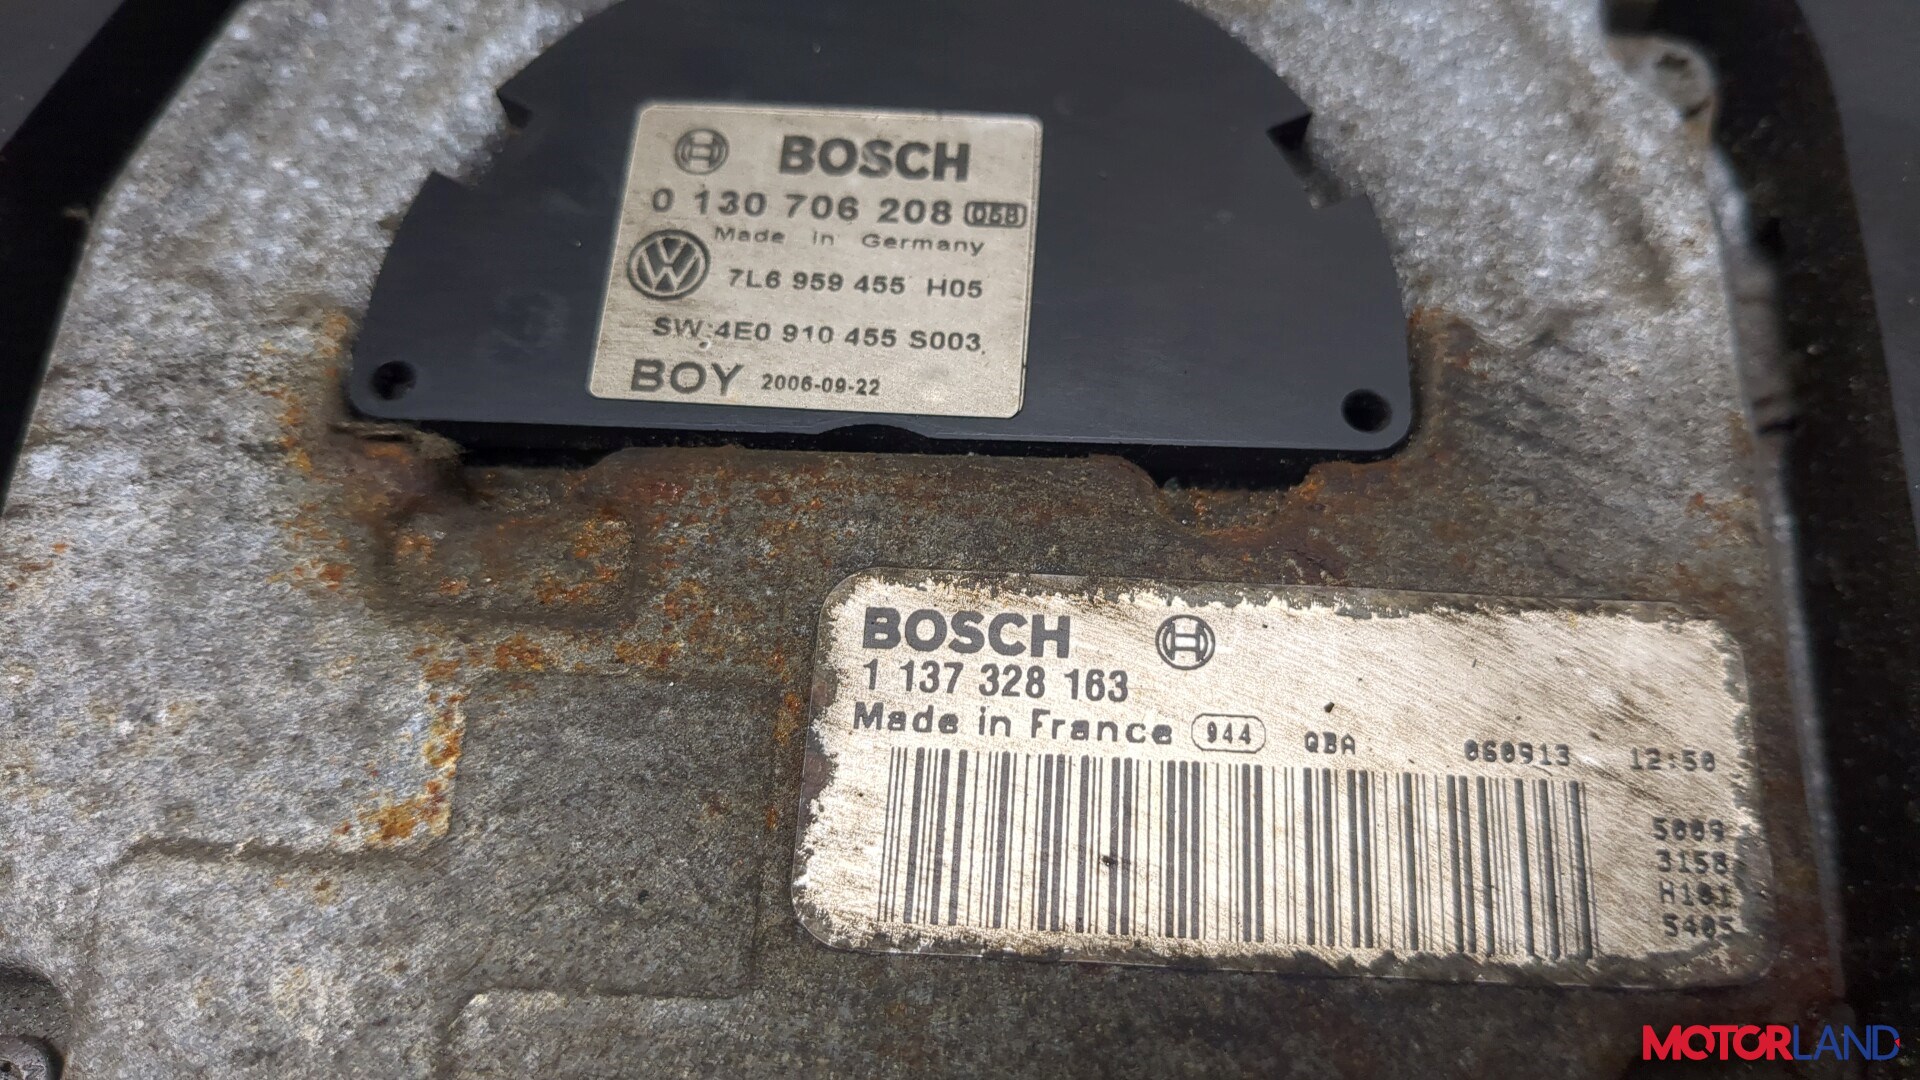 BOSCH
0 130 706 208 058
Made in Germany
7L6 959 455 H05
SW:4E0 910 455 S003
BOY 2006-09-22
BOSCH
1 137 328 163
Made in France 944 QBA 060913 12:50
5009
3158
H101
5405
MOTORLAND